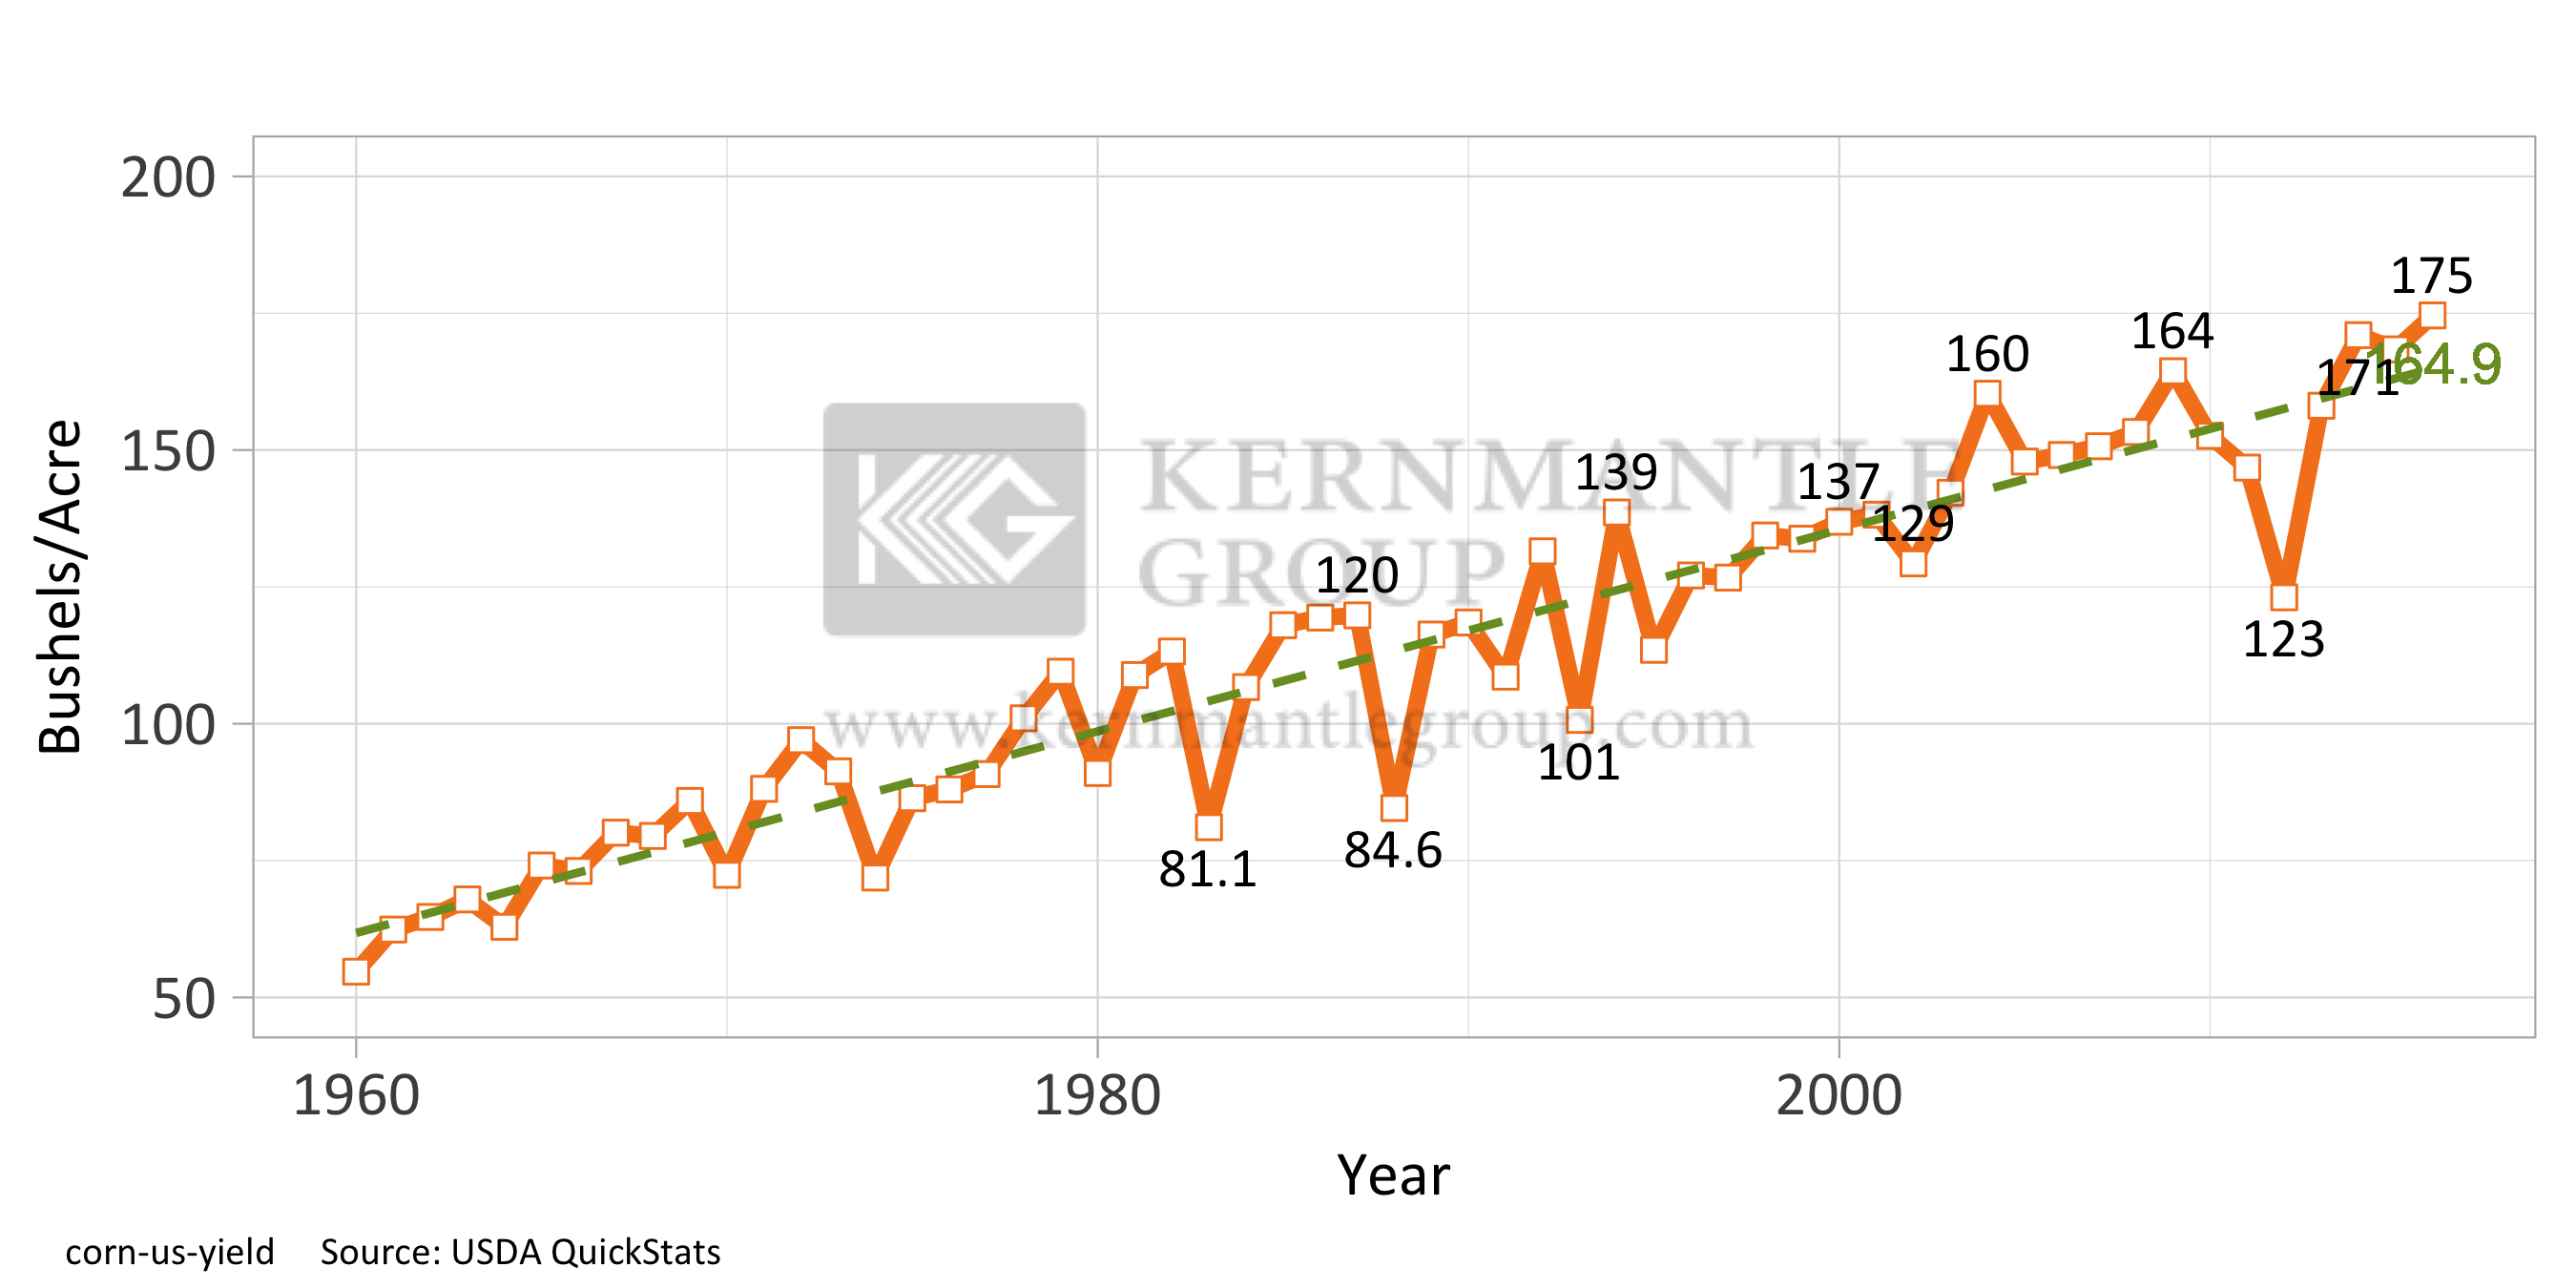 200
150
100
50
Bushels/Acre
175
164.9
171
164
160
139
137
129
123
120
101
84.6
81.1
KERNMANTLE
GROUP
www.kernmantlegroup.com
1960 1980 2000
Year
corn-us-yield Source: USDA QuickStats